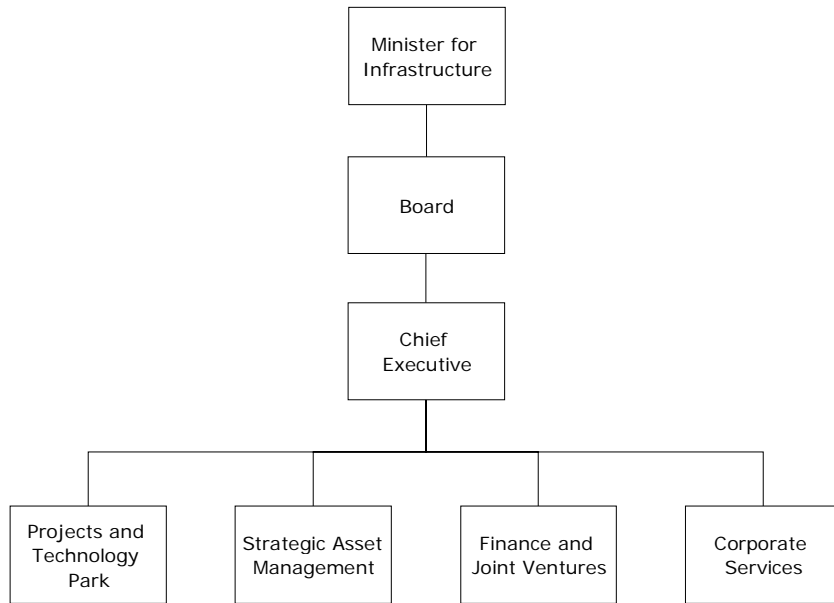 Minister for
Infrastructure
Board
Chief
Executive
Projects and
Technology
Park
Strategic Asset
Management
Finance and
Joint Ventures
Corporate
Services